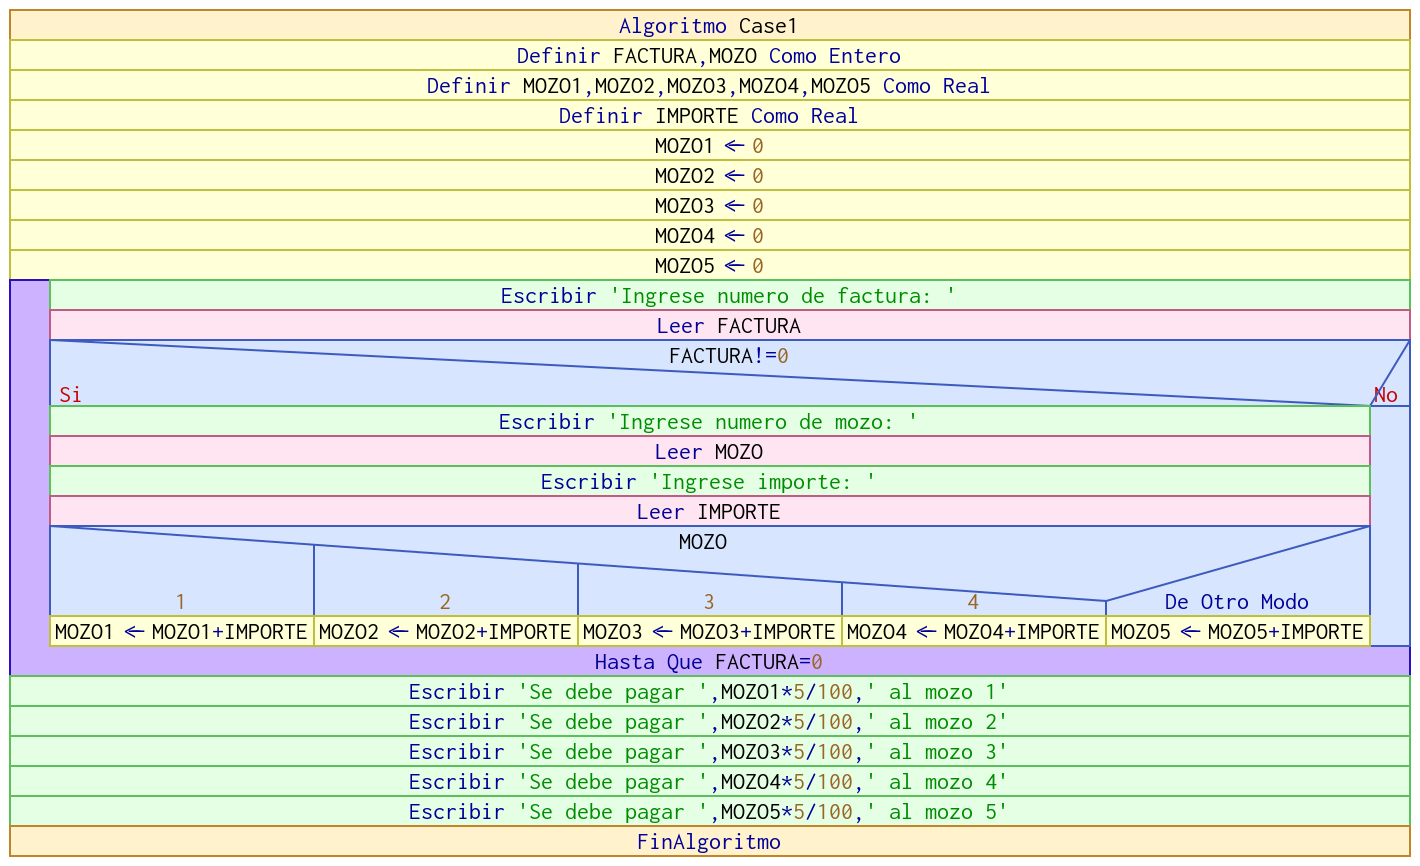 Algoritmo Case1
Definir FACTURA,MOZO Como Entero
Definir MOZO1,MOZO2,MOZO3,MOZO4,MOZO5 Como Real
Definir IMPORTE Como Real
MOZO1 ← 0
MOZO2 ← 0
MOZO3 ← 0
MOZO4 ← 0
MOZO5 ← 0
Escribir 'Ingrese numero de factura: '
Leer FACTURA
FACTURA!=0
Si No
Escribir 'Ingrese numero de mozo: '
Leer MOZO
Escribir 'Ingrese importe: '
Leer IMPORTE
MOZO
1 2 3 4 De Otro Modo
MOZO1 ← MOZO1+IMPORTE MOZO2 ← MOZO2+IMPORTE MOZO3 ← MOZO3+IMPORTE MOZO4 ← MOZO4+IMPORTE MOZO5 ← MOZO5+IMPORTE
Hasta Que FACTURA=0
Escribir 'Se debe pagar ',MOZO1*5/100,' al mozo 1'
Escribir 'Se debe pagar ',MOZO2*5/100,' al mozo 2'
Escribir 'Se debe pagar ',MOZO3*5/100,' al mozo 3'
Escribir 'Se debe pagar ',MOZO4*5/100,' al mozo 4'
Escribir 'Se debe pagar ',MOZO5*5/100,' al mozo 5'
FinAlgoritmo